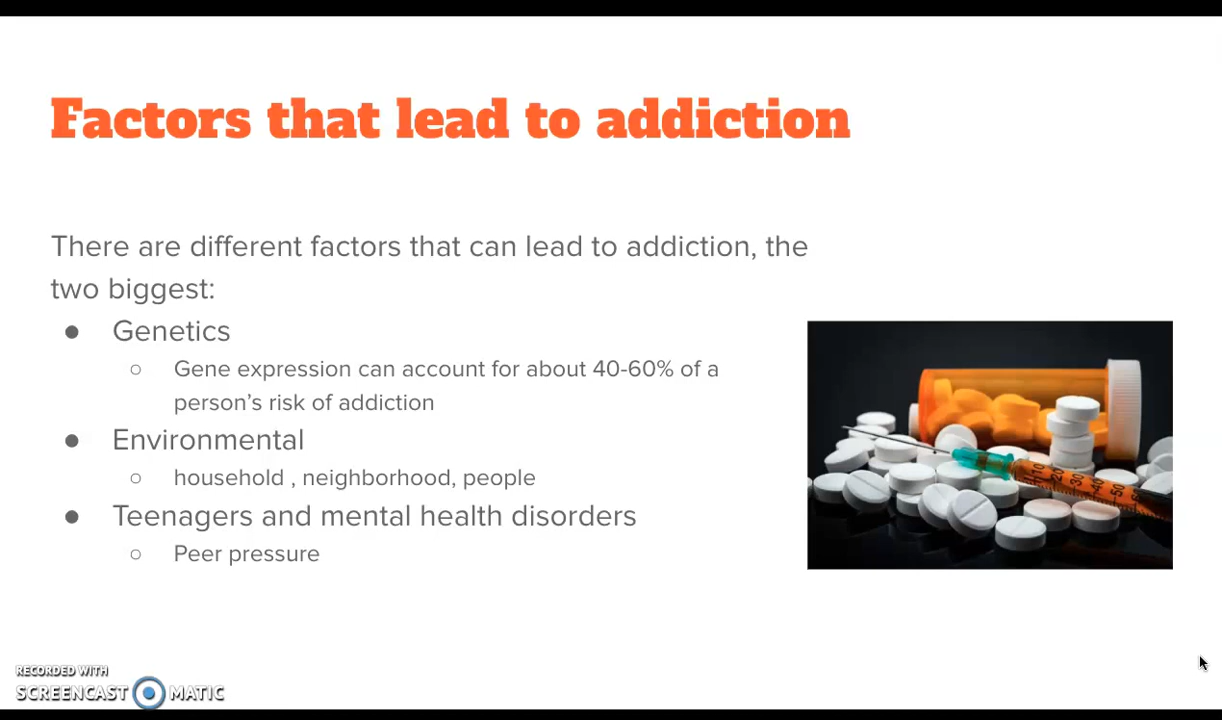 Factors that lead to addiction
There are different factors that can lead to addiction, the
two biggest:
● Genetics
○ Gene expression can account for about 40-60% of a
person’s risk of addiction
● Environmental
○ household , neighborhood, people
● Teenagers and mental health disorders
○ Peer pressure
RECORDED WITH
SCREENCAST MATIC